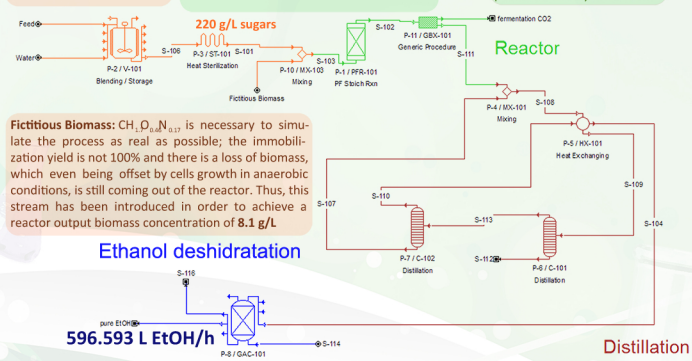 220 g/L sugars
Feed
Water
S-106
P-2 / V-101
Blending / Storage
P-3 / ST-101
S-101
Heat Sterilization
Fictitious Biomass
P-10 / MX-103
Mixing
S-103
P-1 / PFR-101
PF Stoich Rxn
S-102
P-11 / GBX-101
Generic Procedure
fermentation CO2
S-111
Reactor
P-4 / MX-101
Mixing
S-108
P-5 / HX-101
Heat Exchanging
S-109
S-104
Fictitious Biomass: CH1O0.46N0.17 is necessary to simu-
late the process as real as possible; the immobili-
zation yield is not 100% and there is a loss of biomass,
which even being offset by cells growth in anaerobic
conditions, is still coming out of the reactor. Thus, this
stream has been introduced in order to achieve a
reactor output biomass concentration of 8.1 g/L
S-107
S-110
S-113
P-7 / C-102
Distillation
S-112
P-6 / C-101
Distillation
Ethanol deshidratation
S-116
pure EtOH
596.593 L EtOH/h
P-8 / GAC-101
S-114
Distillation